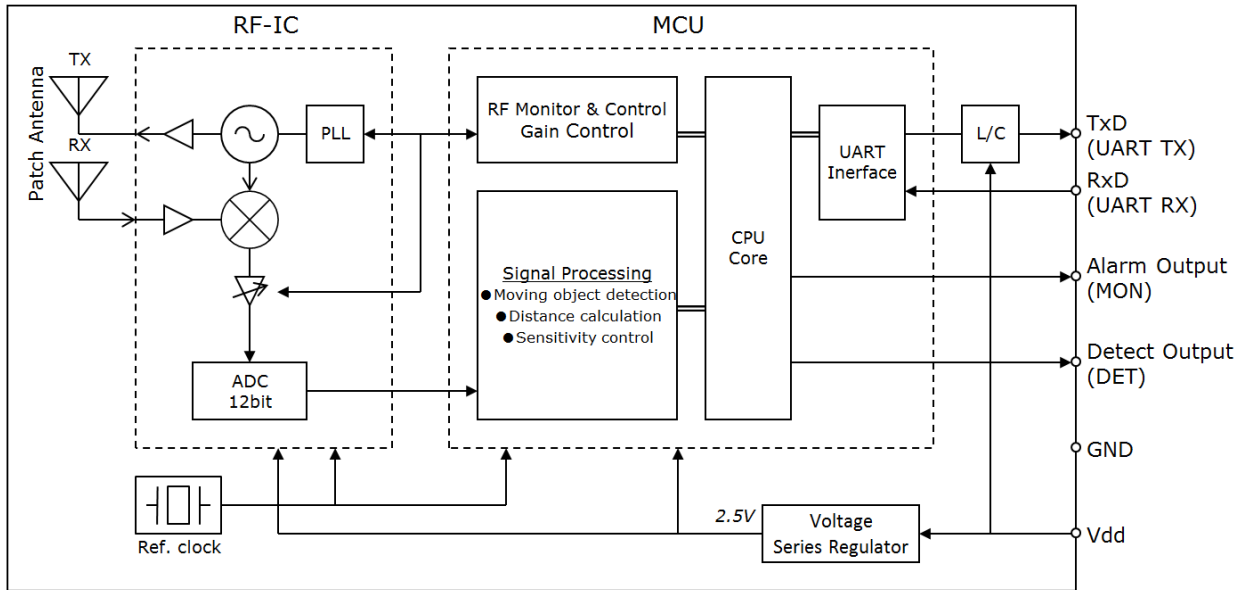 RF-IC
MCU
Patch Antenna
TX
RX
PLL
ADC
12bit
RF Monitor & Control
Gain Control
Signal Processing
●Moving object detection
●Distance calculation
●Sensitivity control
CPU
Core
UART
Inerface
L/C
TxD
(UART TX)
RxD
(UART RX)
Alarm Output
(MON)
Detect Output
(DET)
GND
Vdd
Ref. clock
2.5V
Voltage
Series Regulator